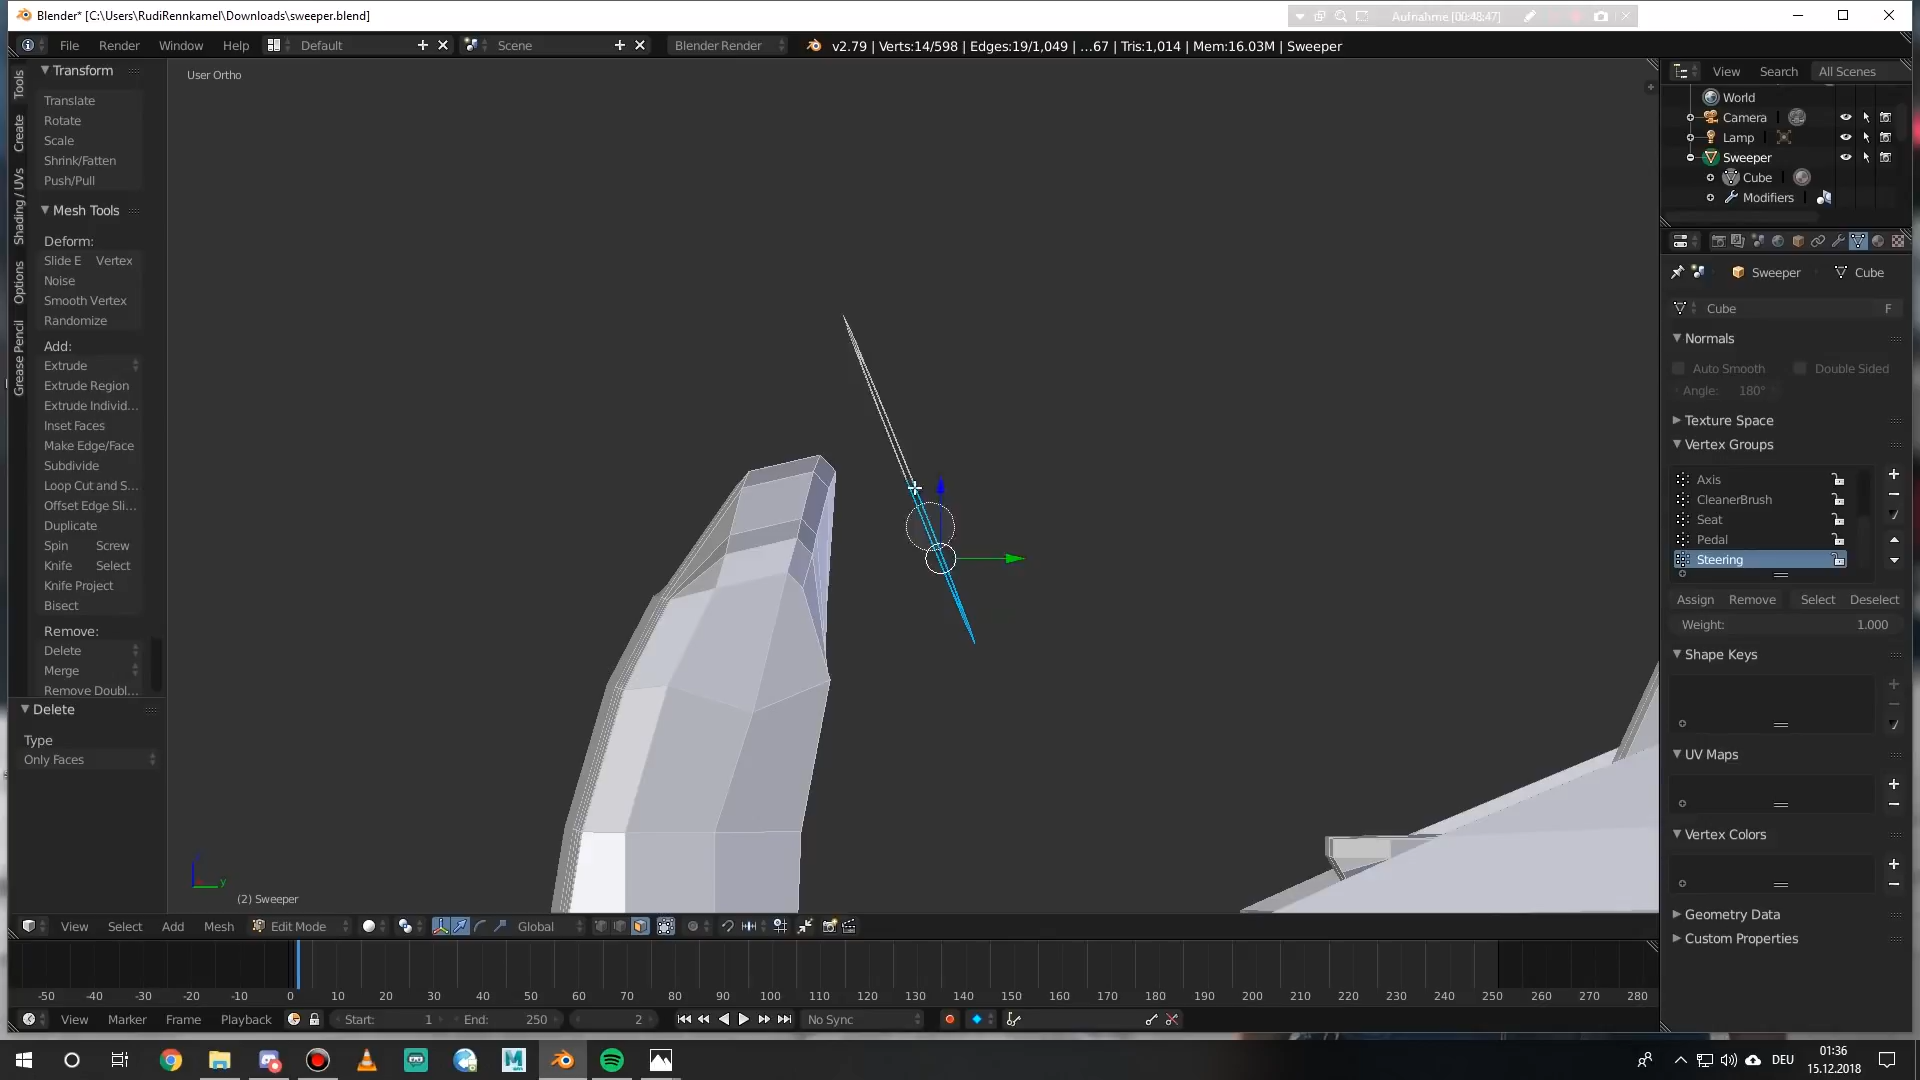 Blender* [C:\Users\RudiRennkamel\Downloads\sweeper.blend]
Aufnahme [00:48:47]
File Render Window Help Default Scene Blender Render v2.79 | Verts:14/598 | Edges:19/1,049 | ...67 | Tris:1,014 | Mem:16.03M | Sweeper
Tools
Create
Shading / UVs
Options
Grease Pencil
Transform
Translate
Rotate
Scale
Shrink/Fatten
Push/Pull
Mesh Tools
Deform:
Slide E Vertex
Noise
Smooth Vertex
Randomize
Add:
Extrude
Extrude Region
Extrude Individ...
Inset Faces
Make Edge/Face
Subdivide
Loop Cut and S...
Offset Edge Sli...
Duplicate
Spin Screw
Knife Select
Knife Project
Bisect
Remove:
Delete
Merge
Remove Doubl...
Delete
Type
Only Faces
User Ortho
y
(2) Sweeper
View Search All Scenes
World
Camera
Lamp
Sweeper
Cube
Modifiers
Sweeper Cube
Cube F
Normals
Auto Smooth Double Sided
Angle: 180°
Texture Space
Vertex Groups
Axis
CleanerBrush
Seat
Pedal
Steering
Assign Remove Select Deselect
Weight: 1.000
Shape Keys
UV Maps
Vertex Colors
Geometry Data
Custom Properties
View Select Add Mesh Edit Mode Global
-50 -40 -30 -20 -10 0 10 20 30 40 50 60 70 80 90 100 110 120 130 140 150 160 170 180 190 200 210 220 230 240 250 260 270 280
View Marker Frame Playback Start: 1 End: 250 2 No Sync
DEU
01:36
15.12.2018